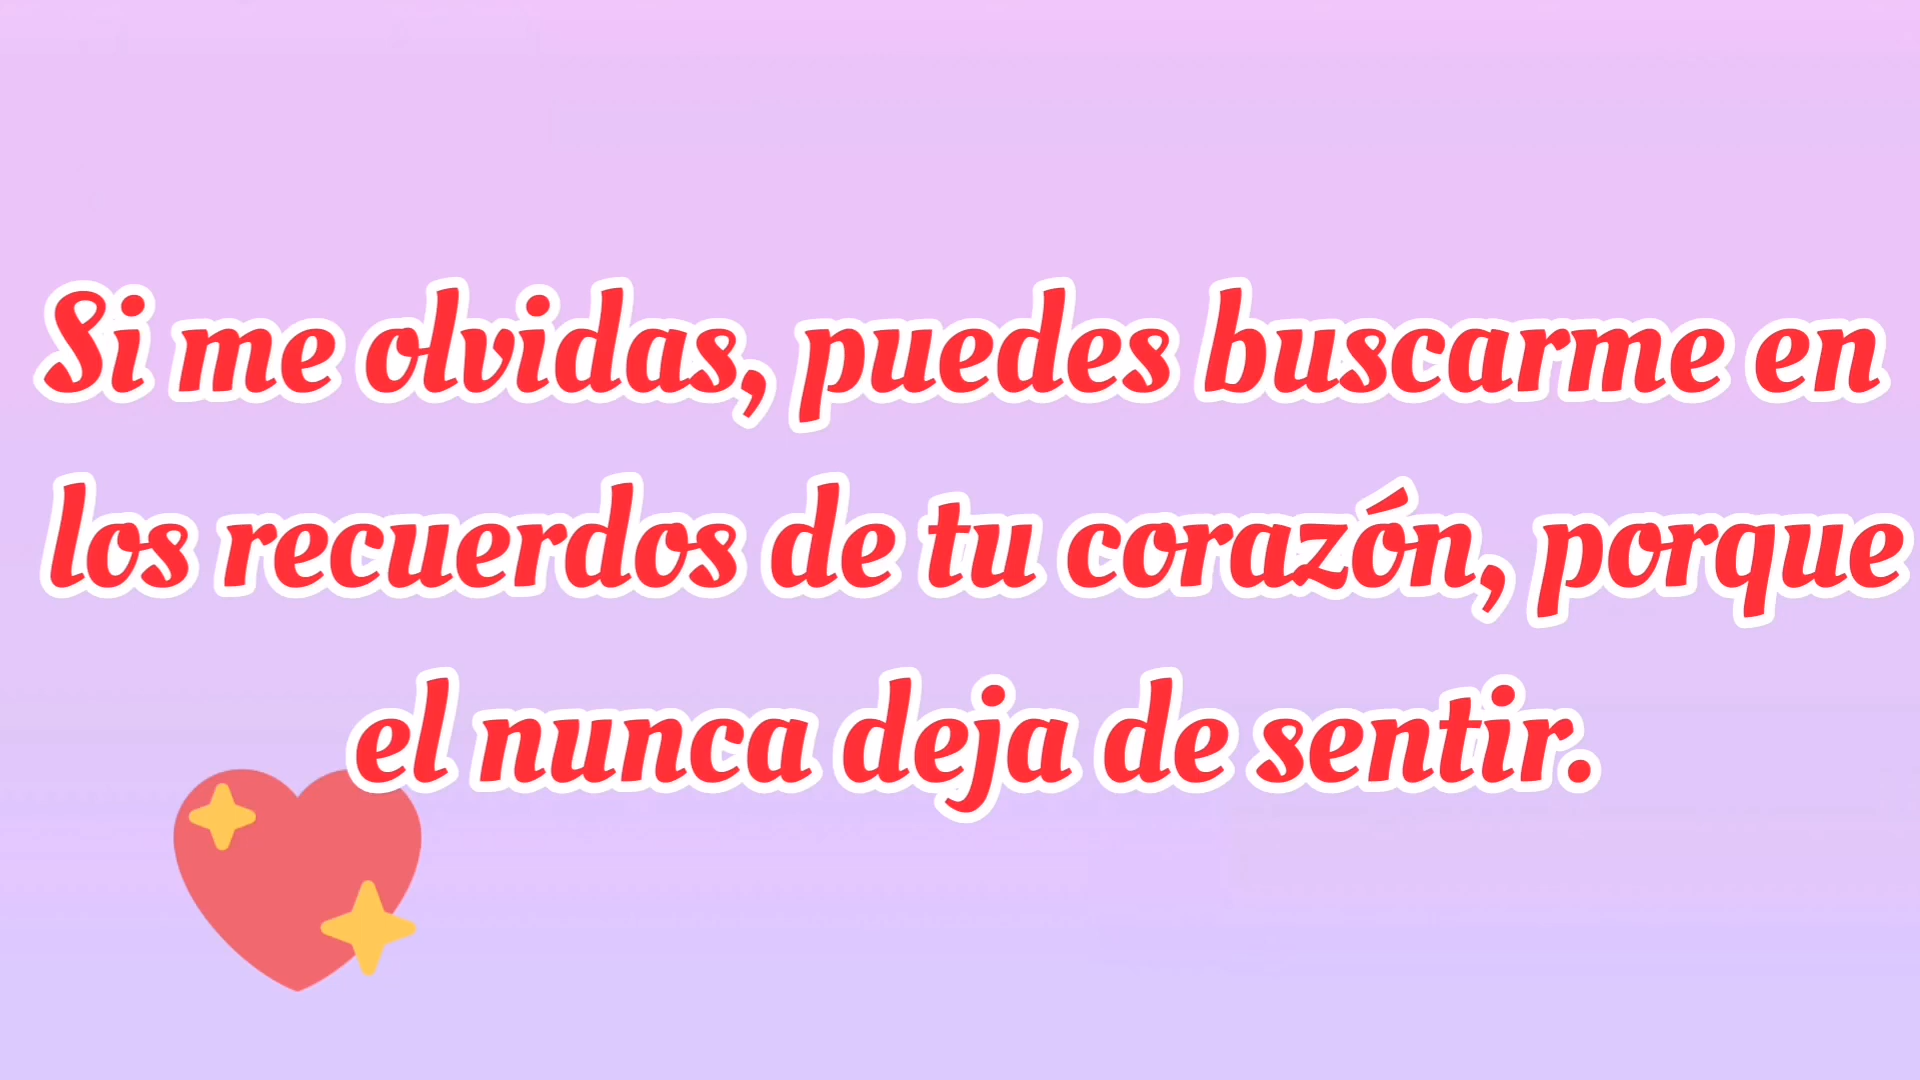 Si me olvidas, puedes buscarme en
los recuerdos de tu corazón, porque
el nunca deja de sentir.